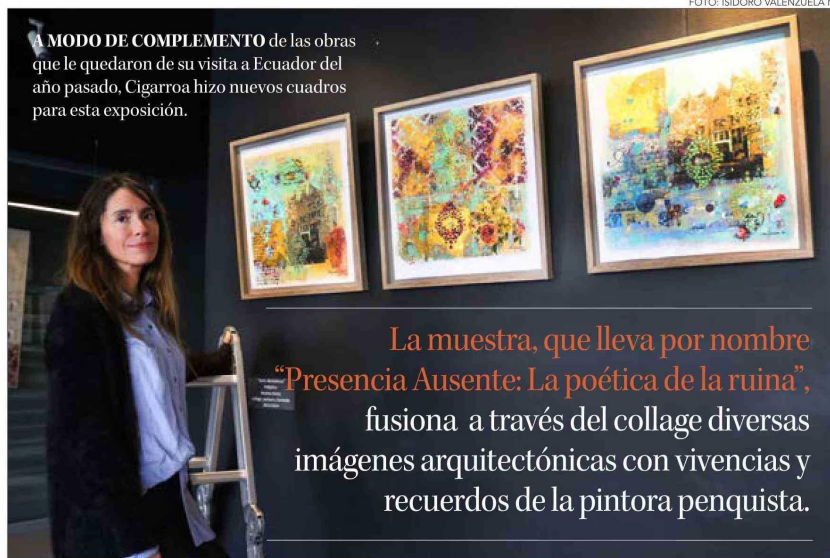 FOTO: ISIDORO VALENZUELA
A MODO DE COMPLEMENTO de las obras
que le quedaron de su visita a Ecuador del
año pasado, Cigarroa hizo nuevos cuadros
para esta exposición.
La muestra, que lleva por nombre
“Presencia Ausente: La poética de la ruina”,
fusiona a través del collage diversas
imágenes arquitectónicas con vivencias y
recuerdos de la pintora penquista.